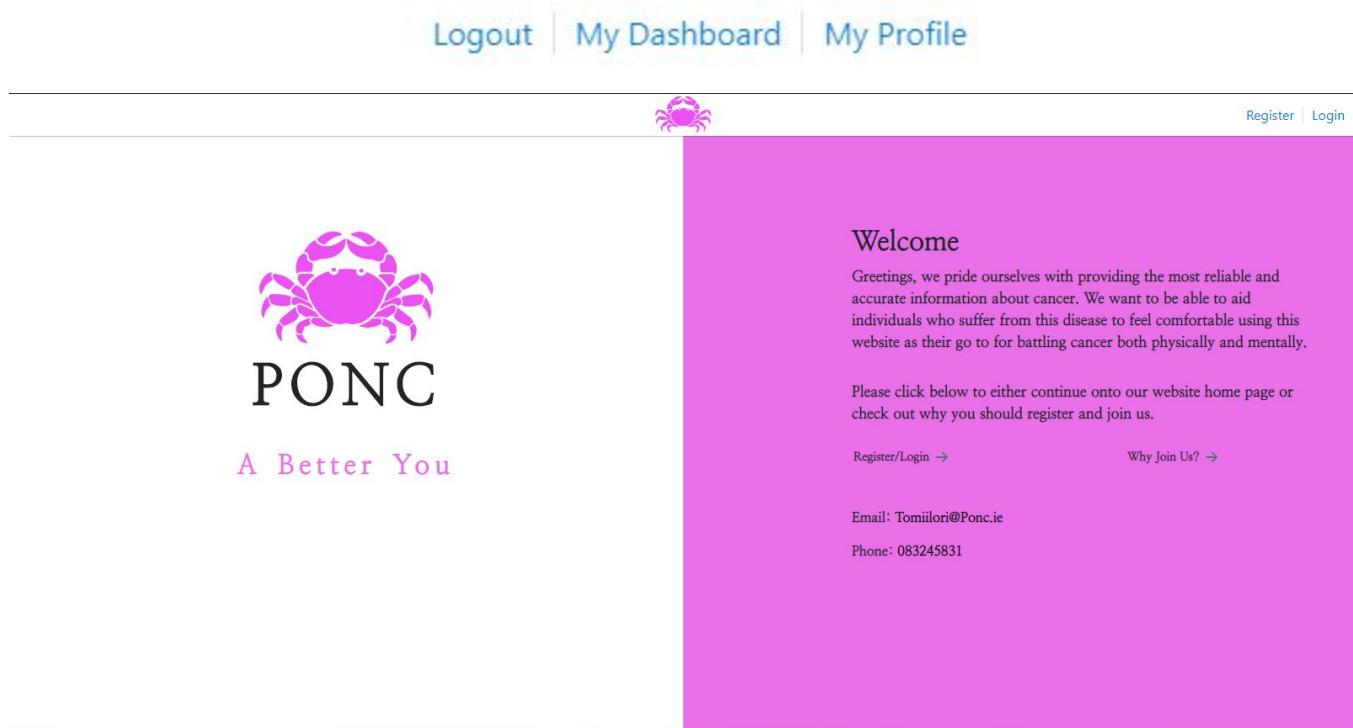 Logout My Dashboard My Profile
Register Login
PONC
A Better You
Welcome
Greetings, we pride ourselves with providing the most reliable and
accurate information about cancer. We want to be able to aid
individuals who suffer from this disease to feel comfortable using this
website as their go to for battling cancer both physically and mentally.
Please click below to either continue onto our website home page or
check out why you should register and join us.
Register/Login → Why Join Us? →
Email: Tomiilori@Ponc.ie
Phone: 083245831